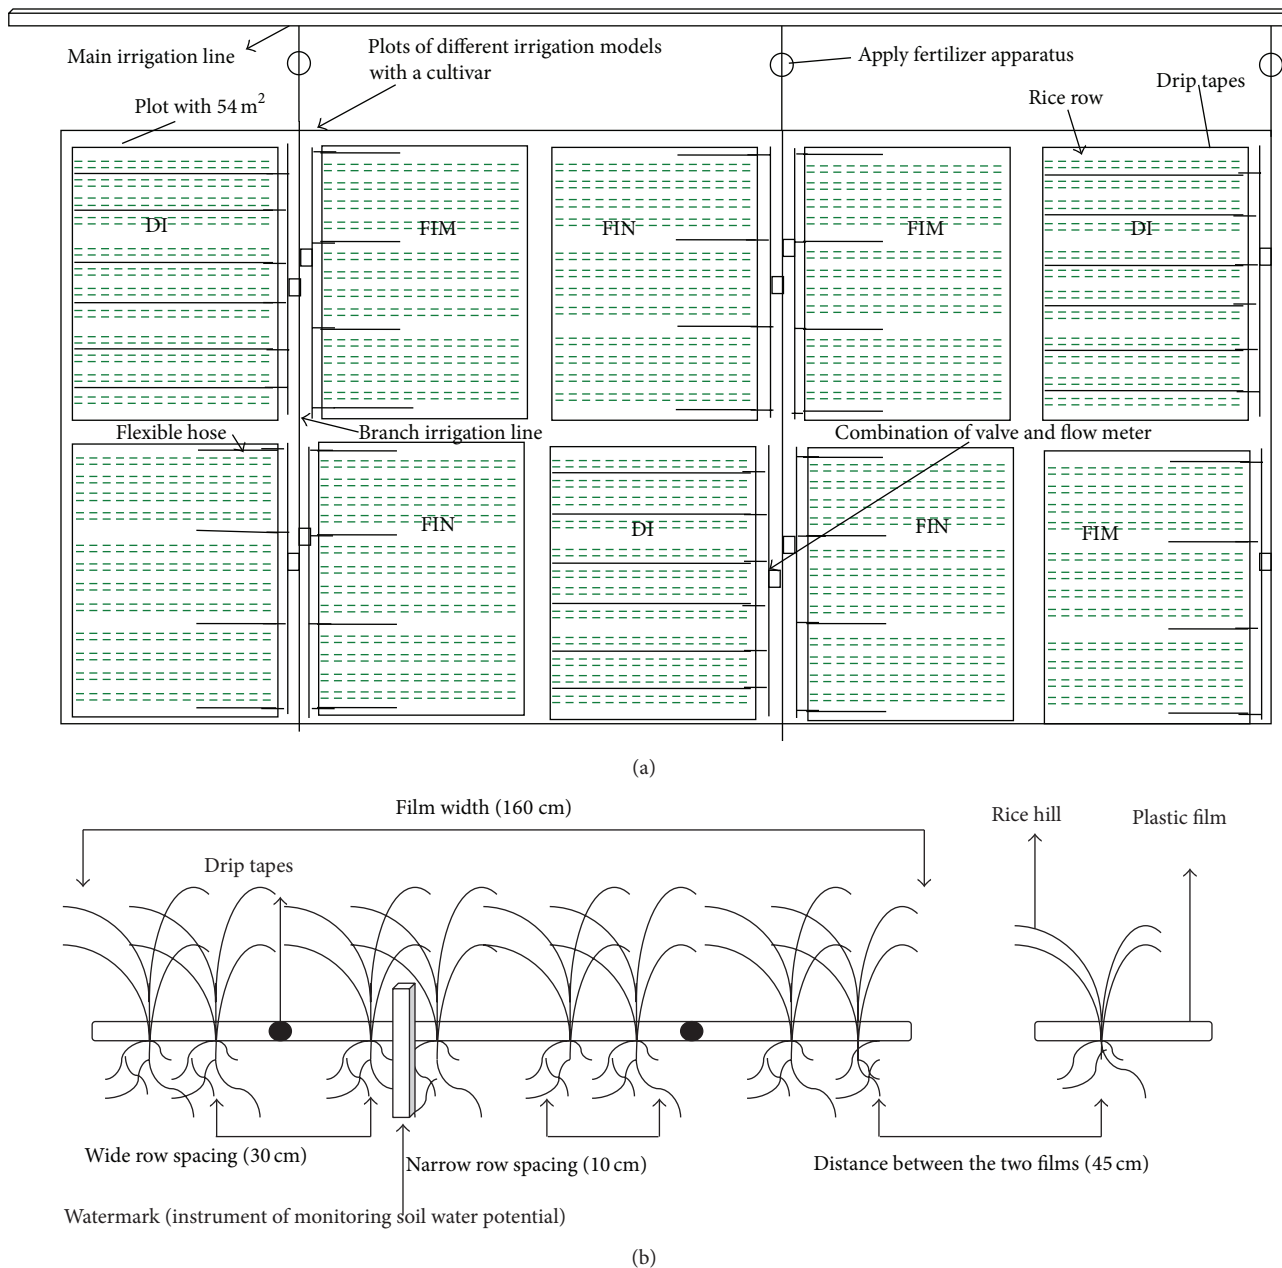 Main irrigation line
Plots of different irrigation models
with a cultivar
Apply fertilizer apparatus
Drip tapes
Rice row
Plot with 54 m²
DI
FIM
FIN
FIM
DI
Flexible hose
Branch irrigation line
Combination of valve and flow meter
FIN
DI
FIN
FIM
(a)
Film width (160 cm)
Rice hill
Plastic film
Drip tapes
Wide row spacing (30 cm)
Narrow row spacing (10 cm)
Distance between the two films (45 cm)
Watermark (instrument of monitoring soil water potential)
(b)